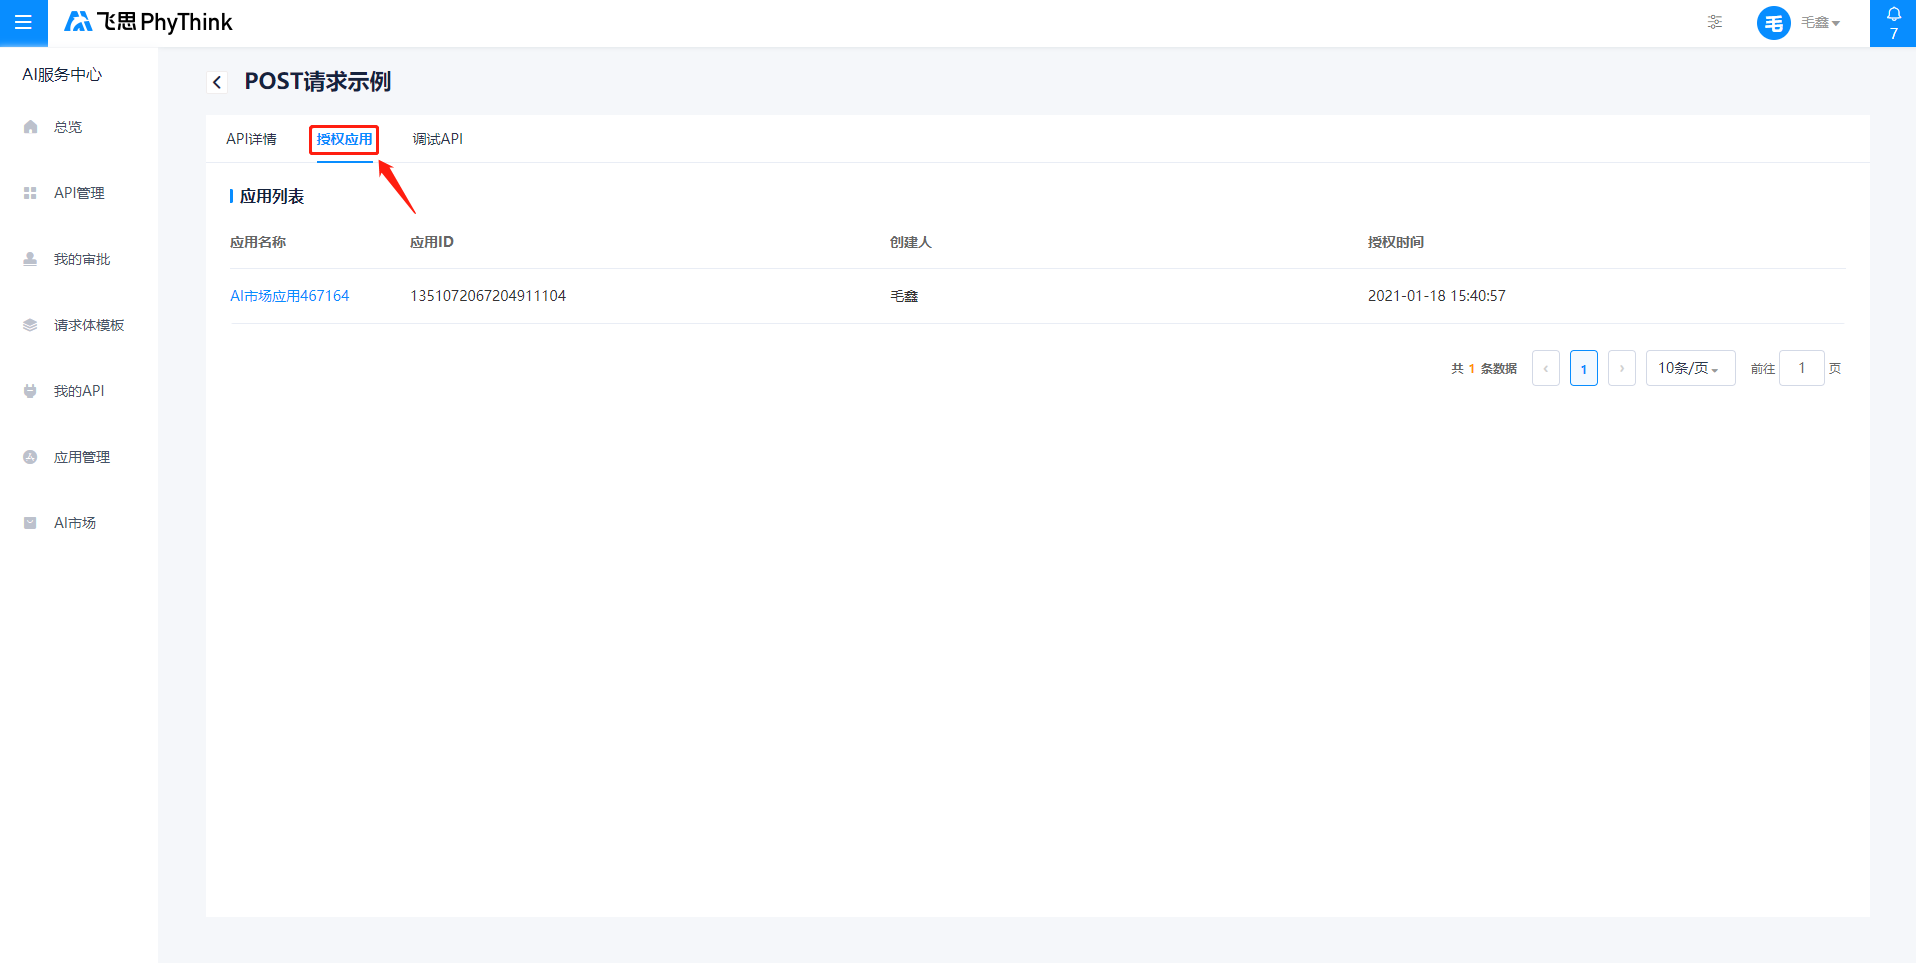 飞思 PhyThink
毛
毛鑫
7
AI服务中心
总览
API管理
我的审批
请求体模板
我的API
应用管理
AI市场
POST请求示例
API详情 授权应用 调试API
应用列表
应用名称 应用ID 创建人 授权时间
AI市场应用467164 1351072067204911104 毛鑫 2021-01-18 15:40:57
共 1 条数据 1 10条/页 前往 1 页